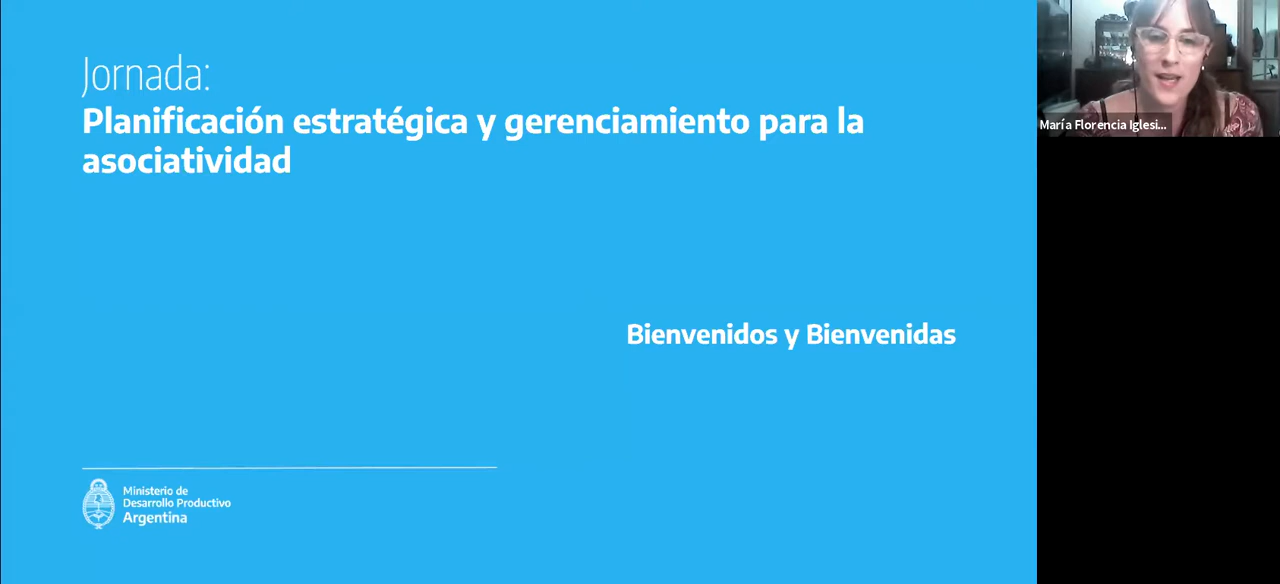 Jornada:
Planificación estratégica y gerenciamiento para la
asociatividad
Bienvenidos y Bienvenidas
Ministerio de
Desarrollo Productivo
Argentina
María Florencia Iglesi...